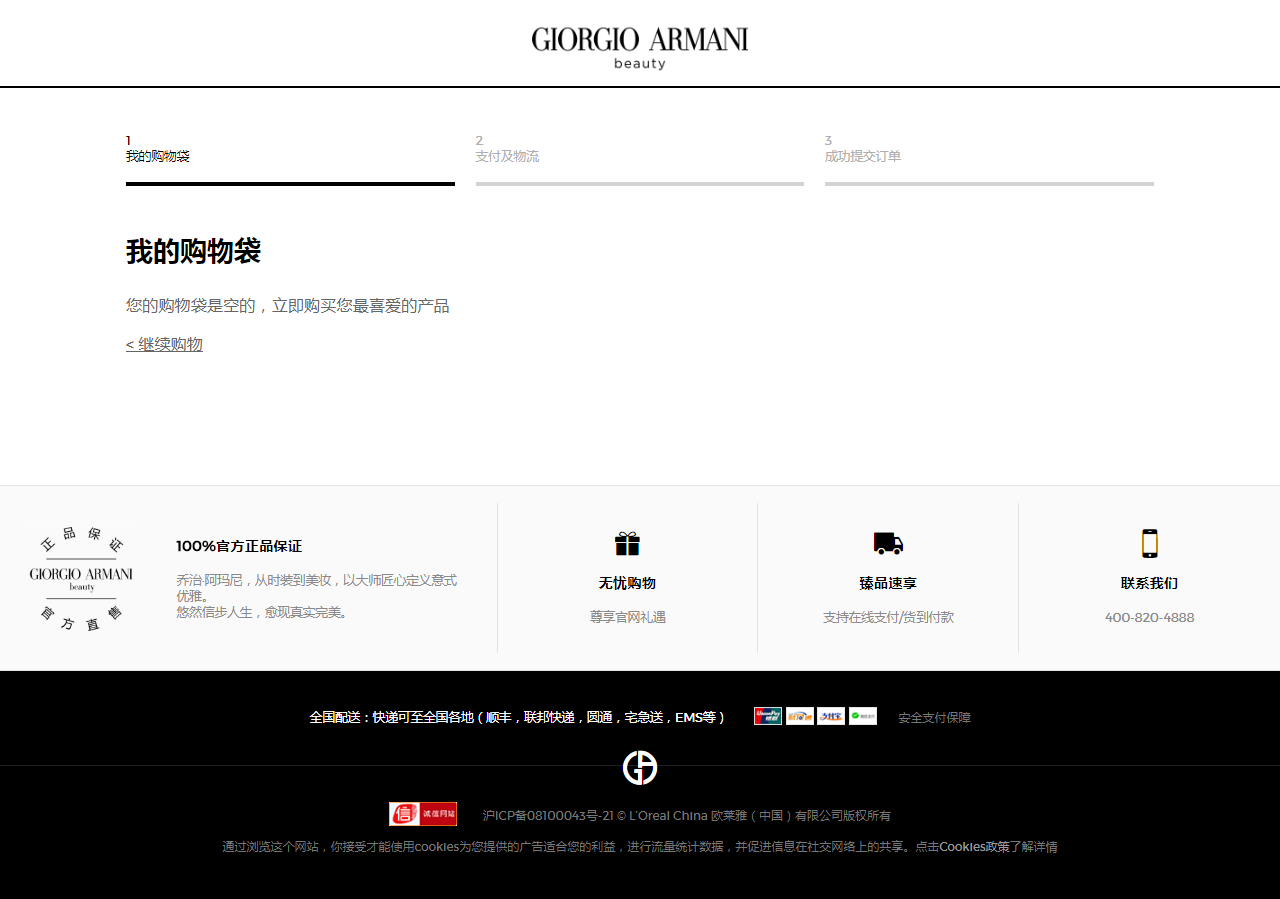 GIORGIO ARMANI
beauty
1
我的购物袋
2
支付及物流
3
成功提交订单
我的购物袋
您的购物袋是空的，立即购买您最喜爱的产品
< 继续购物
正品保证
GIORGIO ARMANI
beauty
官方直售
100%官方正品保证
乔治·阿玛尼，从时装到美妆，以大师匠心定义意式
优雅。
悠然信步人生，愈现真实完美。
无忧购物
尊享官网礼遇
臻品速享
支持在线支付/货到付款
联系我们
400-820-4888
全国配送：快递可至全国各地（顺丰，联邦快递，圆通，宅急送，EMS等）
UnionPay
银联
支付宝
安全支付保障
信 诚信网站
沪ICP备08100043号-21 © L'Oreal China 欧莱雅（中国）有限公司版权所有
通过浏览这个网站，你接受才能使用cookies为您提供的广告适合您的利益，进行流量统计数据，并促进信息在社交网络上的共享。点击Cookies政策了解详情